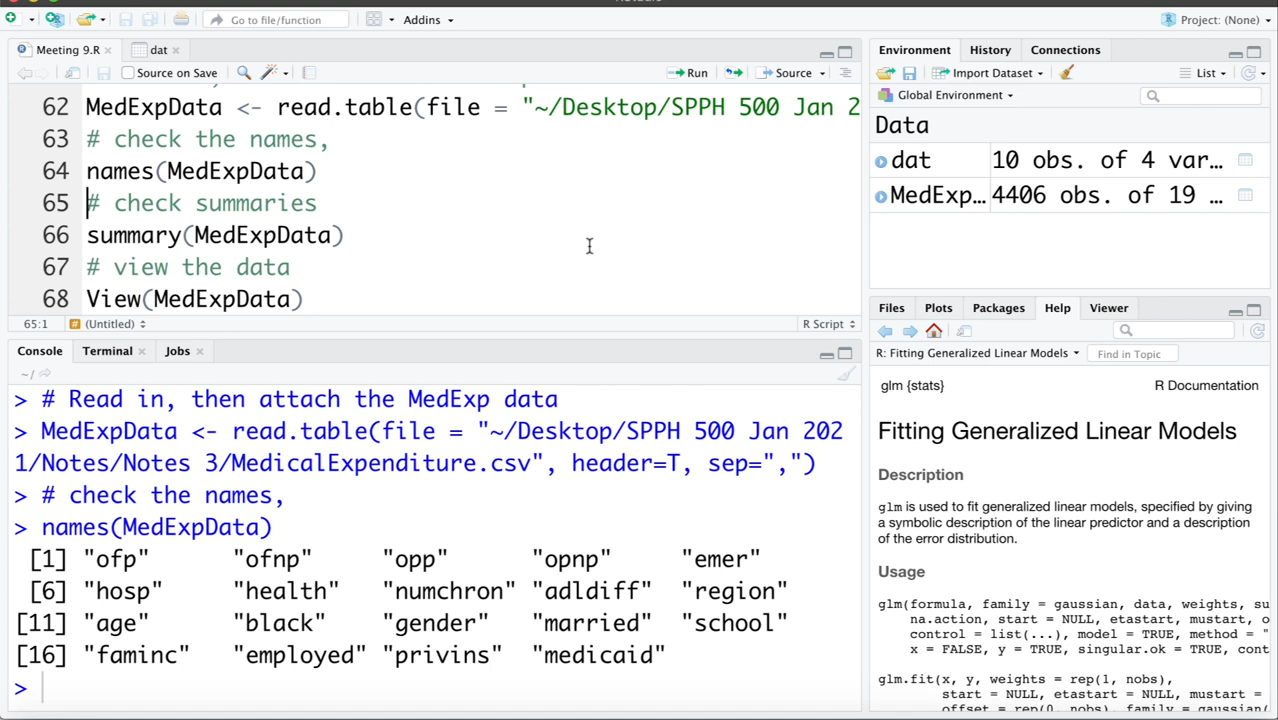 Go to file/function
Addins
Project: (None)
Meeting 9.R
dat
Source on Save
Run
Source
62 MedExpData <- read.table(file = "~/Desktop/SPPH 500 Jan 2
63 # check the names,
64 names(MedExpData)
65 # check summaries
66 summary(MedExpData)
67 # view the data
68 View(MedExpData)
65:1
(Untitled)
R Script
Console
Terminal
Jobs
~/
> # Read in, then attach the MedExp data
> MedExpData <- read.table(file = "~/Desktop/SPPH 500 Jan 202
1/Notes/Notes 3/MedicalExpenditure.csv", header=T, sep=",")
> # check the names,
> names(MedExpData)
[1] "ofp" "ofnp" "opp" "opnp" "emer"
[6] "hosp" "health" "numchron" "adldiff" "region"
[11] "age" "black" "gender" "married" "school"
[16] "faminc" "employed" "privins" "medicaid"
>
Environment
History
Connections
Import Dataset
List
Global Environment
Data
dat 10 obs. of 4 var...
MedExp... 4406 obs. of 19 ...
Files
Plots
Packages
Help
Viewer
R: Fitting Generalized Linear Models
Find in Topic
glm {stats}
R Documentation
Fitting Generalized Linear Models
Description
glm is used to fit generalized linear models, specified by giving
a symbolic description of the linear predictor and a description
of the error distribution.
Usage
glm(formula, family = gaussian, data, weights, su
na.action, start = NULL, etastart, mustart, o
control = list(...), model = TRUE, method = "
x = FALSE, y = TRUE, singular.ok = TRUE, cont
glm.fit(x, y, weights = rep(1, nobs),
start = NULL, etastart = NULL, mustart =
offset = rep(0, nobs), family = gaussian(